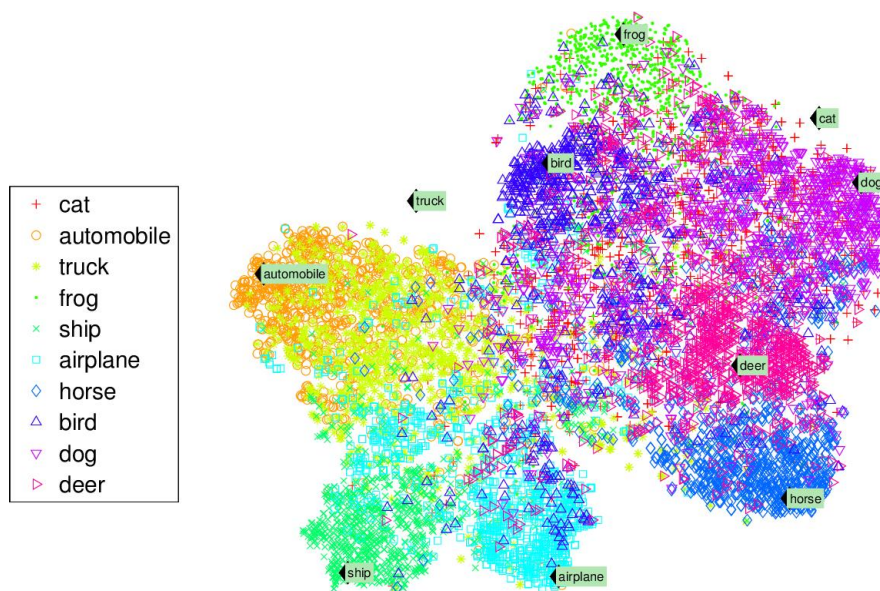 cat
automobile
truck
frog
ship
airplane
horse
bird
dog
deer
frog
cat
bird
dog
truck
automobile
deer
horse
ship
airplane